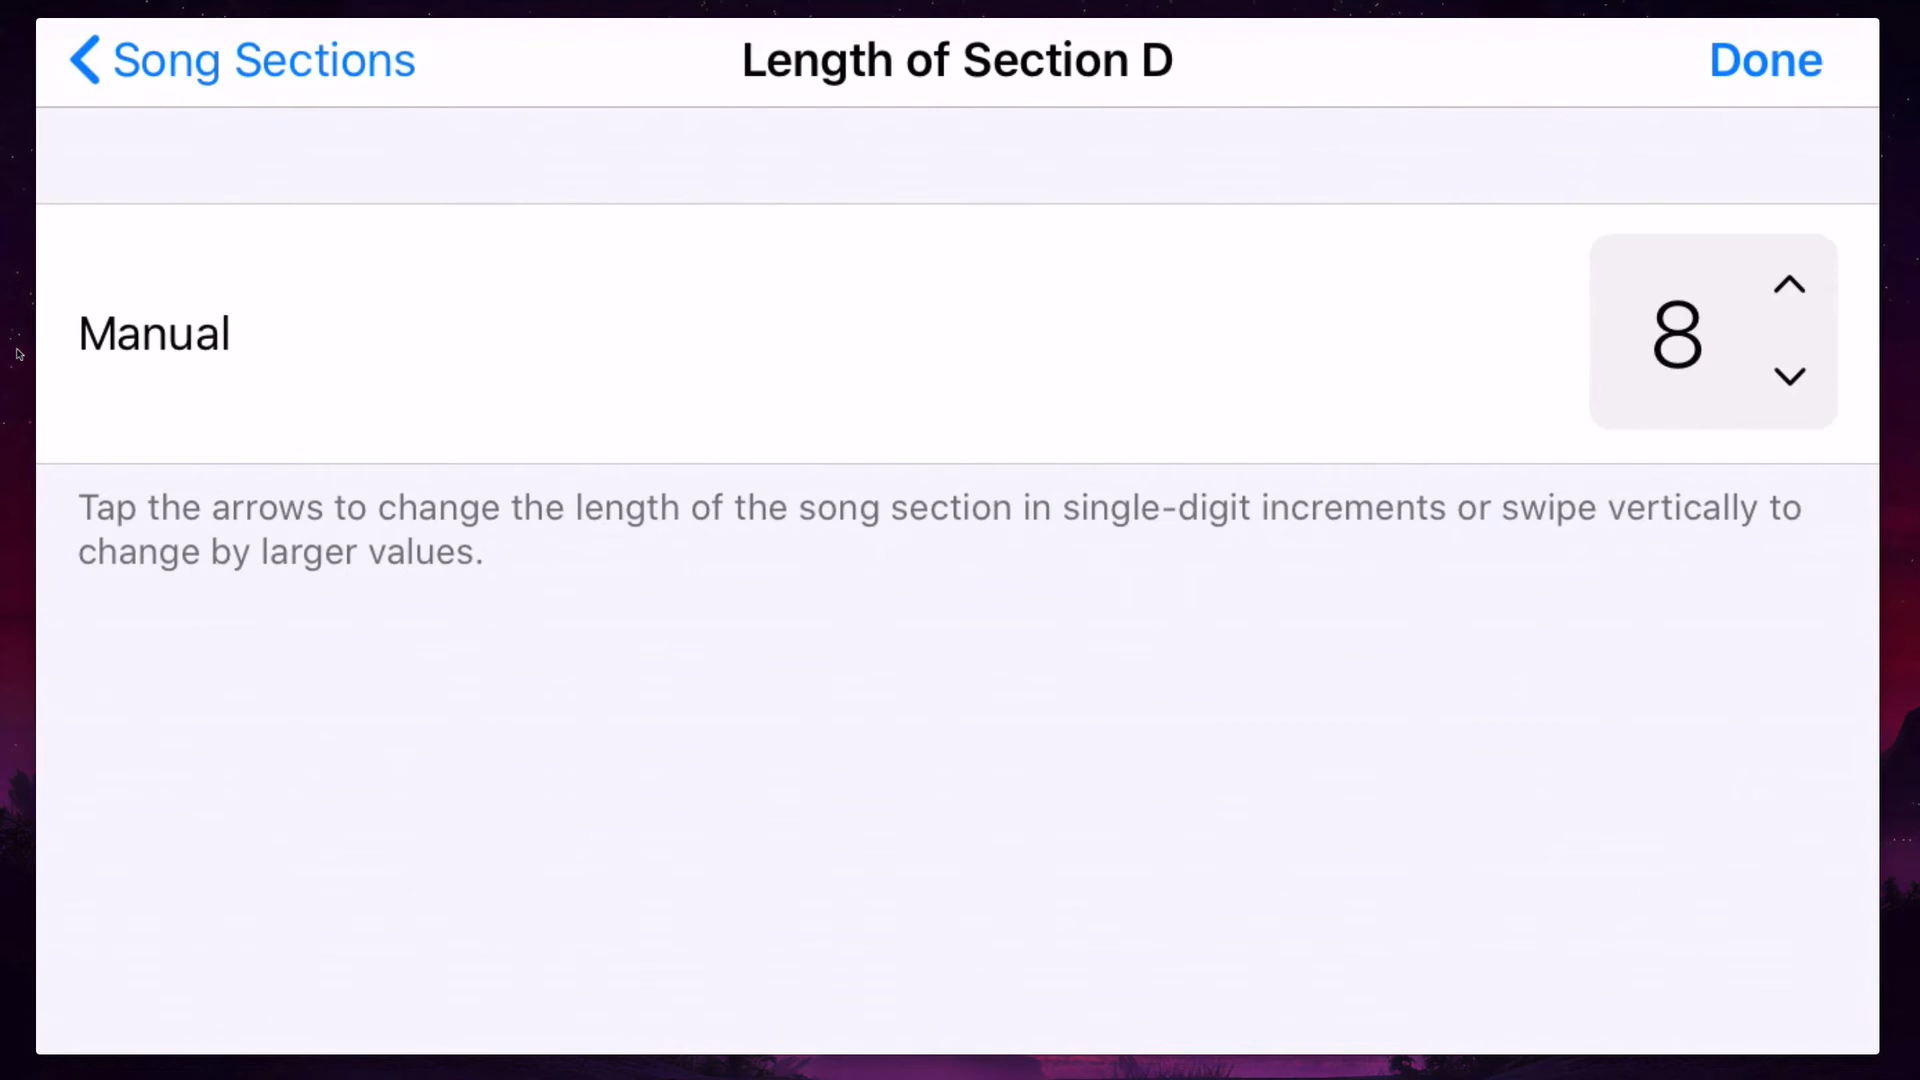 Song Sections
Length of Section D
Done
Manual
8
Tap the arrows to change the length of the song section in single-digit increments or swipe vertically to
change by larger values.